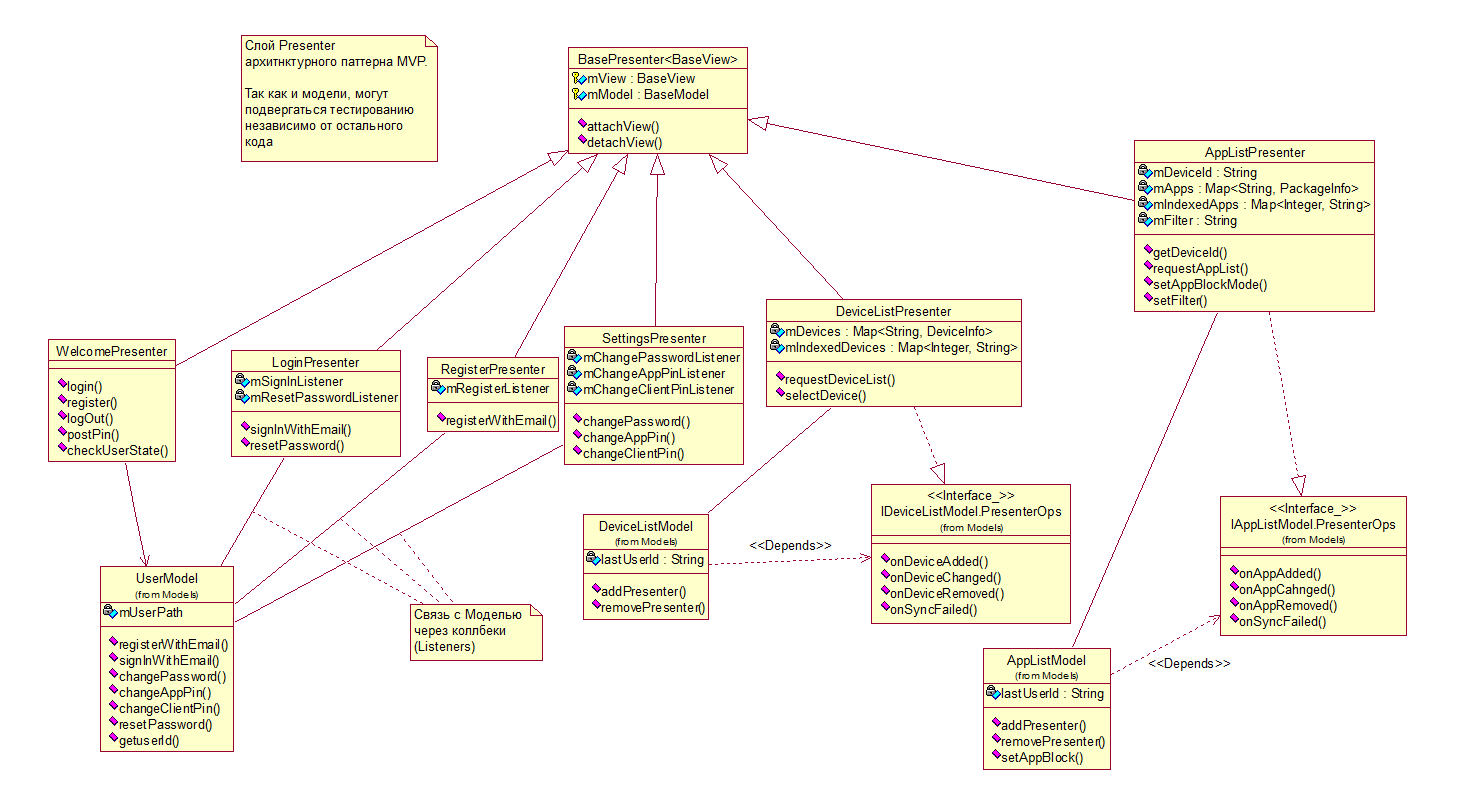 Слой Presenter
архитнктурного паттерна MVP.
Так как и модели, могут
подвергаться тестированию
независимо от остального
кода
BasePresenter<BaseView>
mView : BaseView
mModel : BaseModel
attachView()
detachView()
AppListPresenter
mDeviceId : String
mApps : Map<String, PackageInfo>
mIndexedApps : Map<Integer, String>
mFilter : String
getDeviceId()
requestAppList()
setAppBlockMode()
setFilter()
WelcomePresenter
login()
register()
logOut()
postPin()
checkUserState()
LoginPresenter
mSignInListener
mResetPasswordListener
signInWithEmail()
resetPassword()
RegisterPresenter
mRegisterListener
registerWithEmail()
SettingsPresenter
mChangePasswordListener
mChangeAppPinListener
mChangeClientPinListener
changePassword()
changeAppPin()
changeClientPin()
DeviceListPresenter
mDevices : Map<String, DeviceInfo>
mIndexedDevices : Map<Integer, String>
requestDeviceList()
selectDevice()
UserModel
(from Models)
mUserPath
registerWithEmail()
signInWithEmail()
changePassword()
changeAppPin()
changeClientPin()
resetPassword()
getuserId()
Связь с Моделью
через коллбеки
(Listeners)
DeviceListModel
(from Models)
lastUserId : String
addPresenter()
removePresenter()
<<Depends>>
<<Interface_>>
IDeviceListModel.PresenterOps
(from Models)
onDeviceAdded()
onDeviceChanged()
onDeviceRemoved()
onSyncFailed()
<<Interface_>>
IAppListModel.PresenterOps
(from Models)
onAppAdded()
onAppCahnged()
onAppRemoved()
onSyncFailed()
AppListModel
(from Models)
lastUserId : String
addPresenter()
removePresenter()
setAppBlock()
<<Depends>>